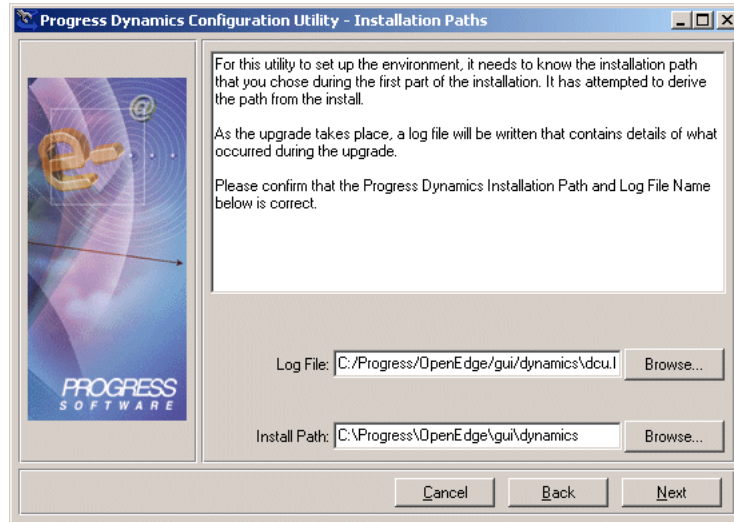 Progress Dynamics Configuration Utility - Installation Paths
For this utility to set up the environment, it needs to know the installation path
that you chose during the first part of the installation. It has attempted to derive
the path from the install.
As the upgrade takes place, a log file will be written that contains details of what
occurred during the upgrade.
Please confirm that the Progress Dynamics Installation Path and Log File Name
below is correct.
@
e-
PROGRESS
SOFTWARE
Log File: C:/Progress/OpenEdge/gui/dynamics\dcu.l Browse...
Install Path: C:\Progress\OpenEdge\gui\dynamics Browse...
Cancel Back Next